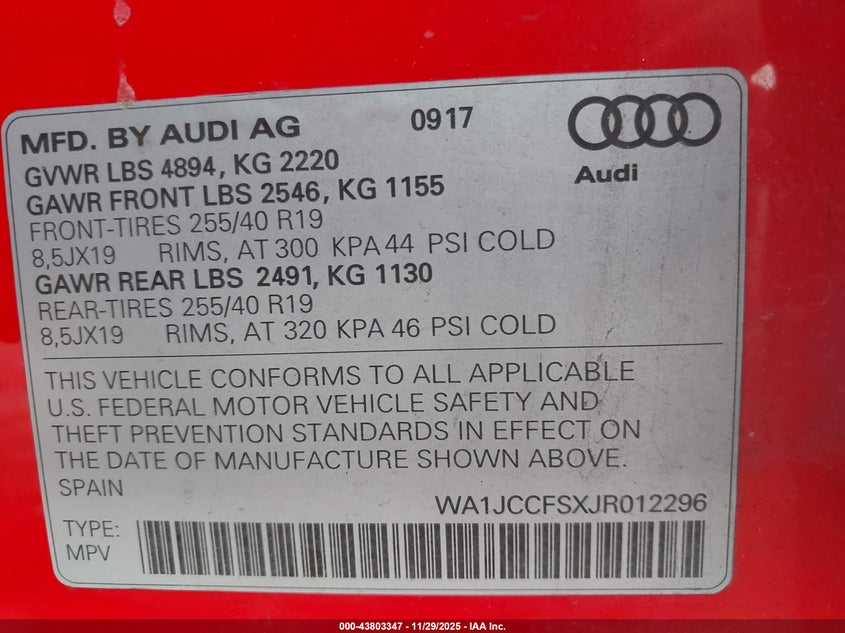 MFD. BY AUDI AG 0917
GVWR LBS 4894, KG 2220
GAWR FRONT LBS 2546, KG 1155
FRONT-TIRES 255/40 R19
8,5JX19 RIMS, AT 300 KPA 44 PSI COLD
GAWR REAR LBS 2491, KG 1130
REAR-TIRES 255/40 R19
8,5JX19 RIMS, AT 320 KPA 46 PSI COLD
Audi
THIS VEHICLE CONFORMS TO ALL APPLICABLE
U.S. FEDERAL MOTOR VEHICLE SAFETY AND
THEFT PREVENTION STANDARDS IN EFFECT ON
THE DATE OF MANUFACTURE SHOWN ABOVE.
SPAIN
WA1JCCFSXJR012296
TYPE:
MPV
000-43803347 - 11/29/2025 - IAA Inc.